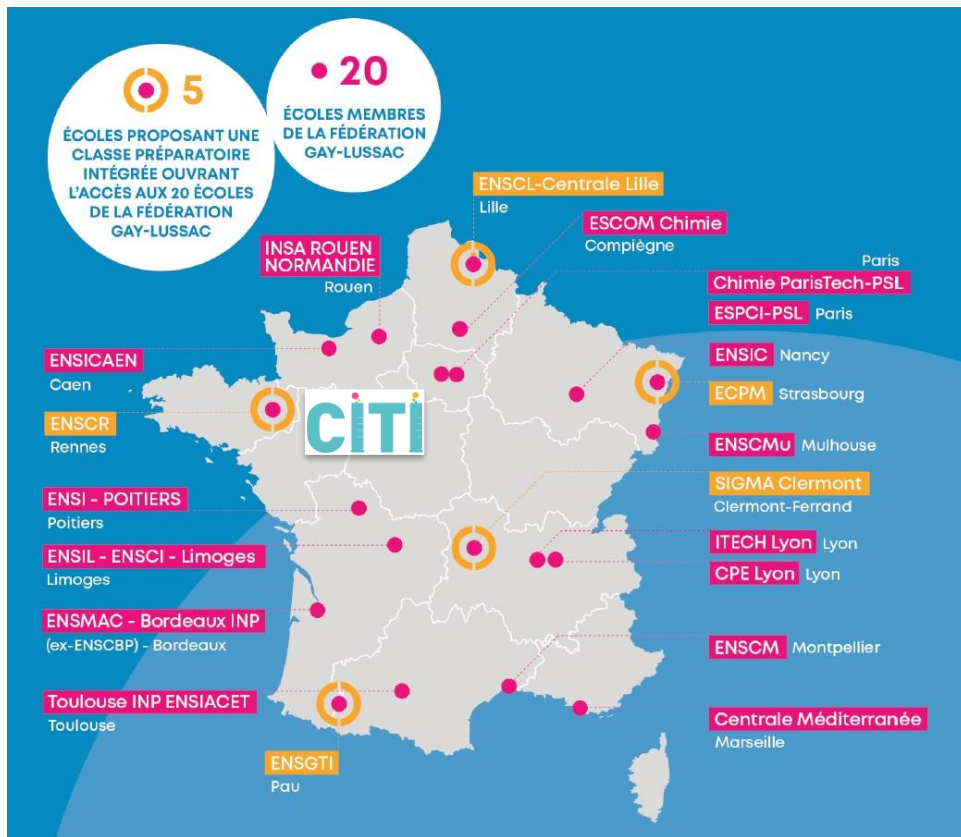 5
ÉCOLES PROPOSANT UNE
CLASSE PRÉPARATOIRE
INTÉGRÉE OUVRANT
L'ACCÈS AUX 20 ÉCOLES
DE LA FÉDÉRATION
GAY-LUSSAC
20
ÉCOLES MEMBRES
DE LA FÉDÉRATION
GAY-LUSSAC
ENSCL-Centrale Lille
Lille
ESCOM Chimie
Compiègne
INSA ROUEN
NORMANDIE
Rouen
Paris
Chimie ParisTech-PSL
ESPCI-PSL Paris
ENSICAEN
Caen
ENSIC Nancy
ECPM Strasbourg
ENSCR
Rennes
CITI
ENSCMu Mulhouse
SIGMA Clermont
Clermont-Ferrand
ENSI - POITIERS
Poitiers
ITECH Lyon Lyon
ENSIL - ENSCI - Limoges
Limoges
CPE Lyon Lyon
ENSMAC - Bordeaux INP
(ex-ENSCBP) - Bordeaux
ENSCM Montpellier
Toulouse INP ENSIACET
Toulouse
Centrale Méditerranée
Marseille
ENSGTI
Pau